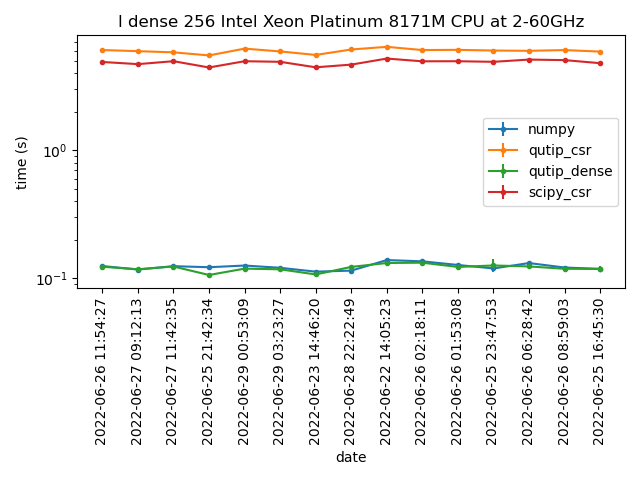 l dense 256 Intel Xeon Platinum 8171M CPU at 2-60GHz
time (s)
10^0
10^-1
numpy
qutip_csr
qutip_dense
scipy_csr
2022-06-26 11:54:27
2022-06-27 09:12:13
2022-06-27 11:42:35
2022-06-25 21:42:34
2022-06-29 00:53:09
2022-06-29 03:23:27
2022-06-23 14:46:20
2022-06-28 22:22:49
2022-06-22 14:05:23
2022-06-26 02:18:11
2022-06-26 01:53:08
2022-06-25 23:47:53
2022-06-26 06:28:42
2022-06-26 08:59:03
2022-06-25 16:45:30
date